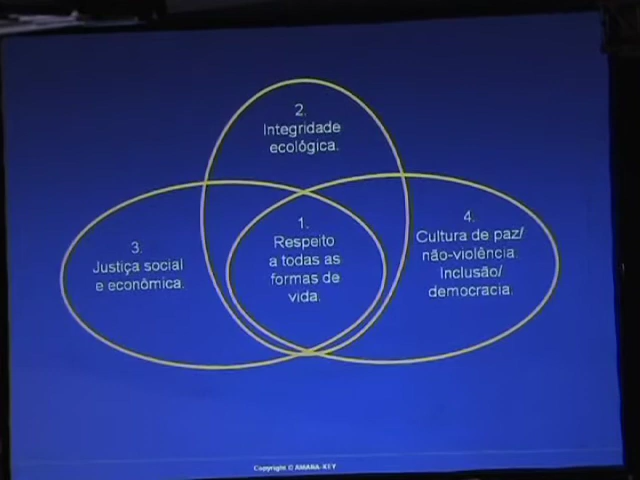 2.
Integridade
ecológica.
1.
Respeito
a todas as
formas de
vida.
3.
Justiça social
e econômica.
4.
Cultura de paz/
não-violência.
Inclusão/
democracia.
Copyright © AMANA-KEY